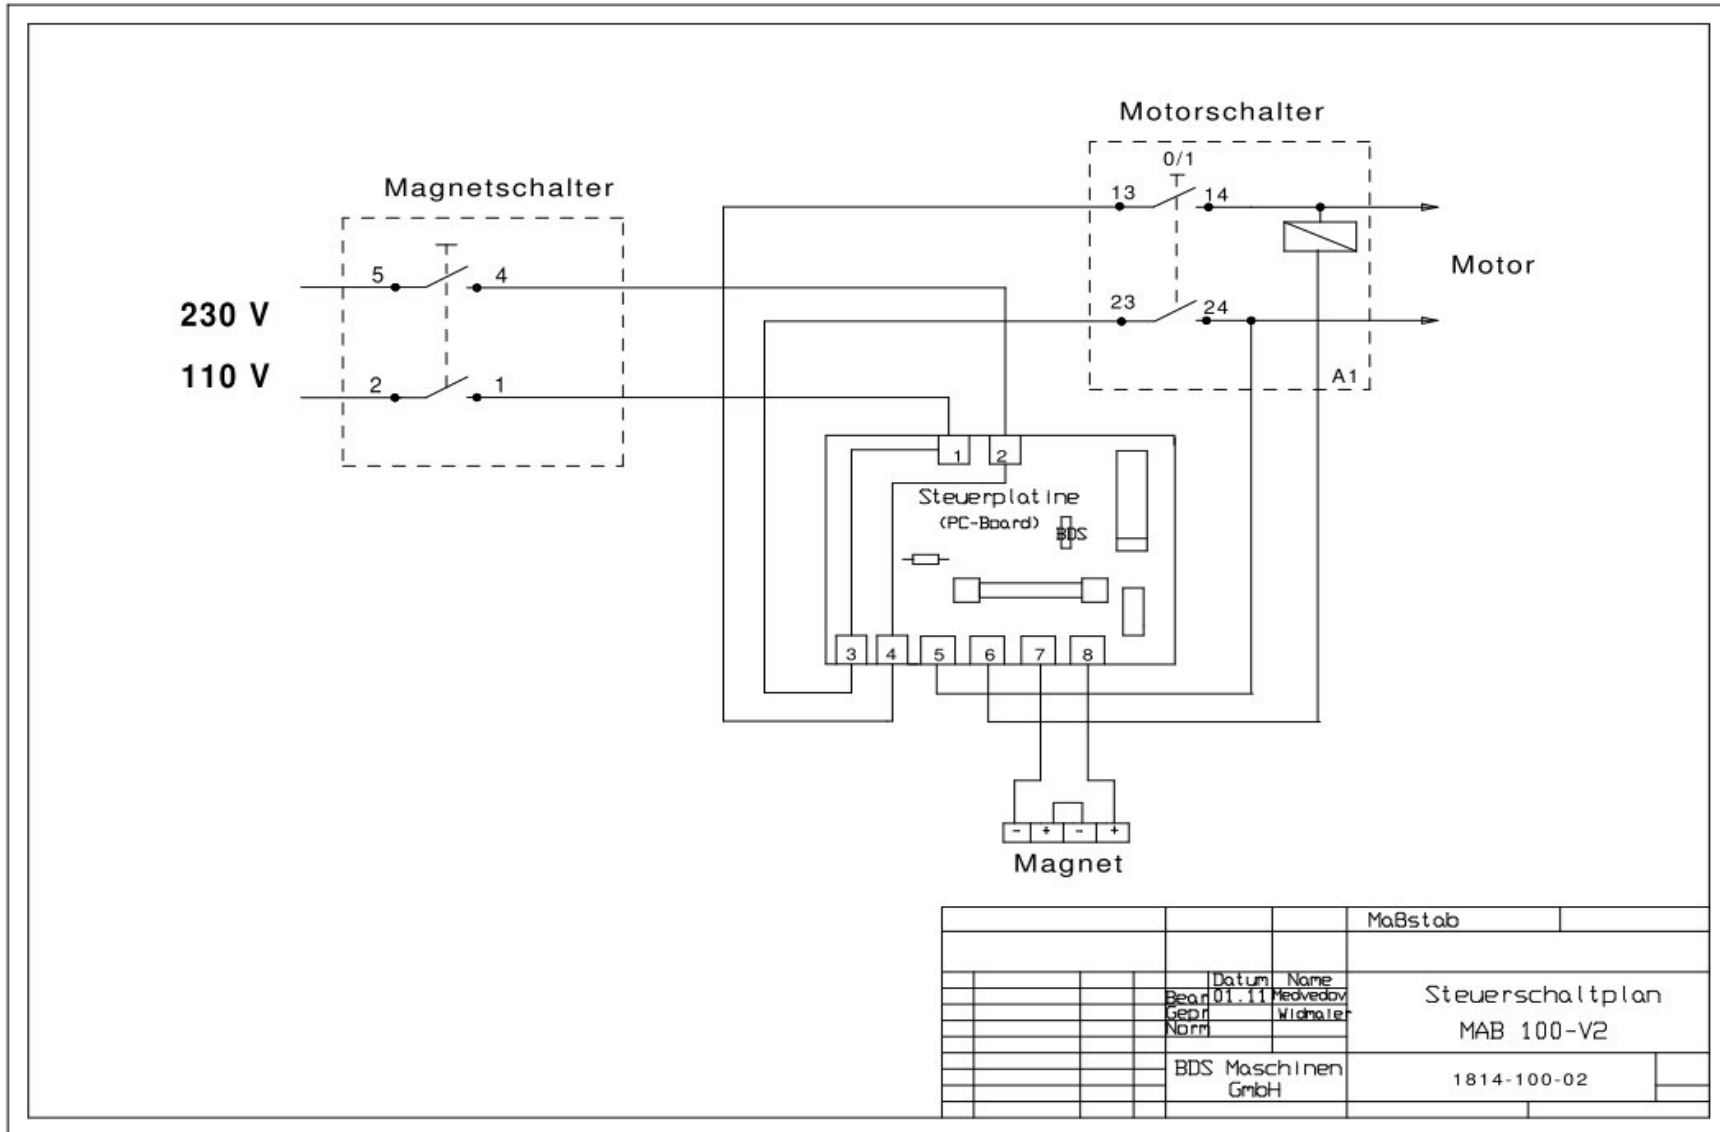 Motorschalter
0/1
Magnetschalter
13
14
5
4
Motor
230 V
23
24
110 V
2
1
A1
1
2
Steuerplatine
(PC-Board)
BDS
3
4
5
6
7
8
- + - +
Magnet
Maßstab
Datum Name
Bear 01.11 Medvedov
Gepr Widmaier
Norm
Steuerschaltplan
MAB 100-V2
BDS Maschinen
GmbH
1814-100-02